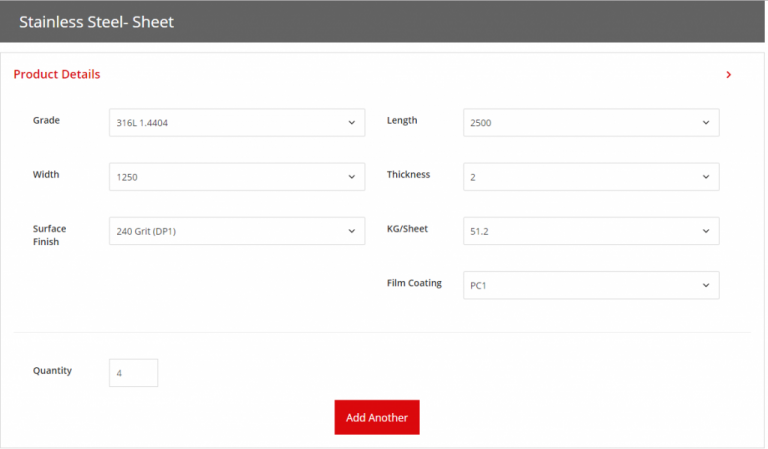 Stainless Steel- Sheet
Product Details
Grade
316L 1.4404
Length
2500
Width
1250
Thickness
2
Surface
Finish
240 Grit (DP1)
KG/Sheet
51.2
Film Coating
PC1
Quantity
4
Add Another